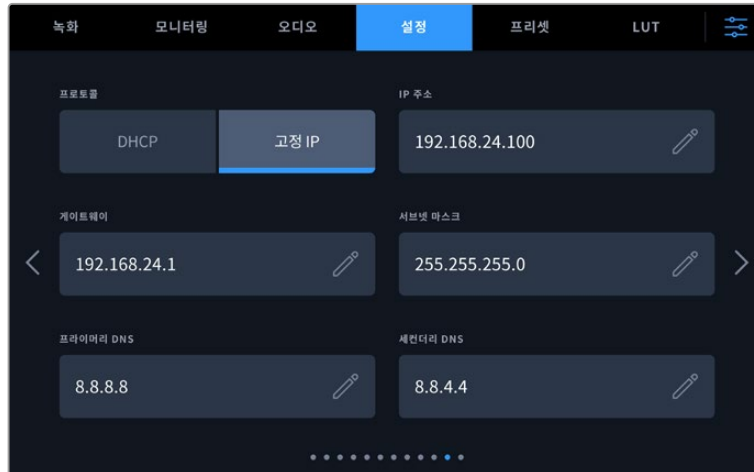 녹화 모니터링 오디오 설정 프리셋 LUT
프로토콜 IP 주소
DHCP 고정 IP 192.168.24.100
게이트웨이 서브넷 마스크
192.168.24.1 255.255.255.0
프라이머리 DNS 세컨더리 DNS
8.8.8.8 8.8.4.4